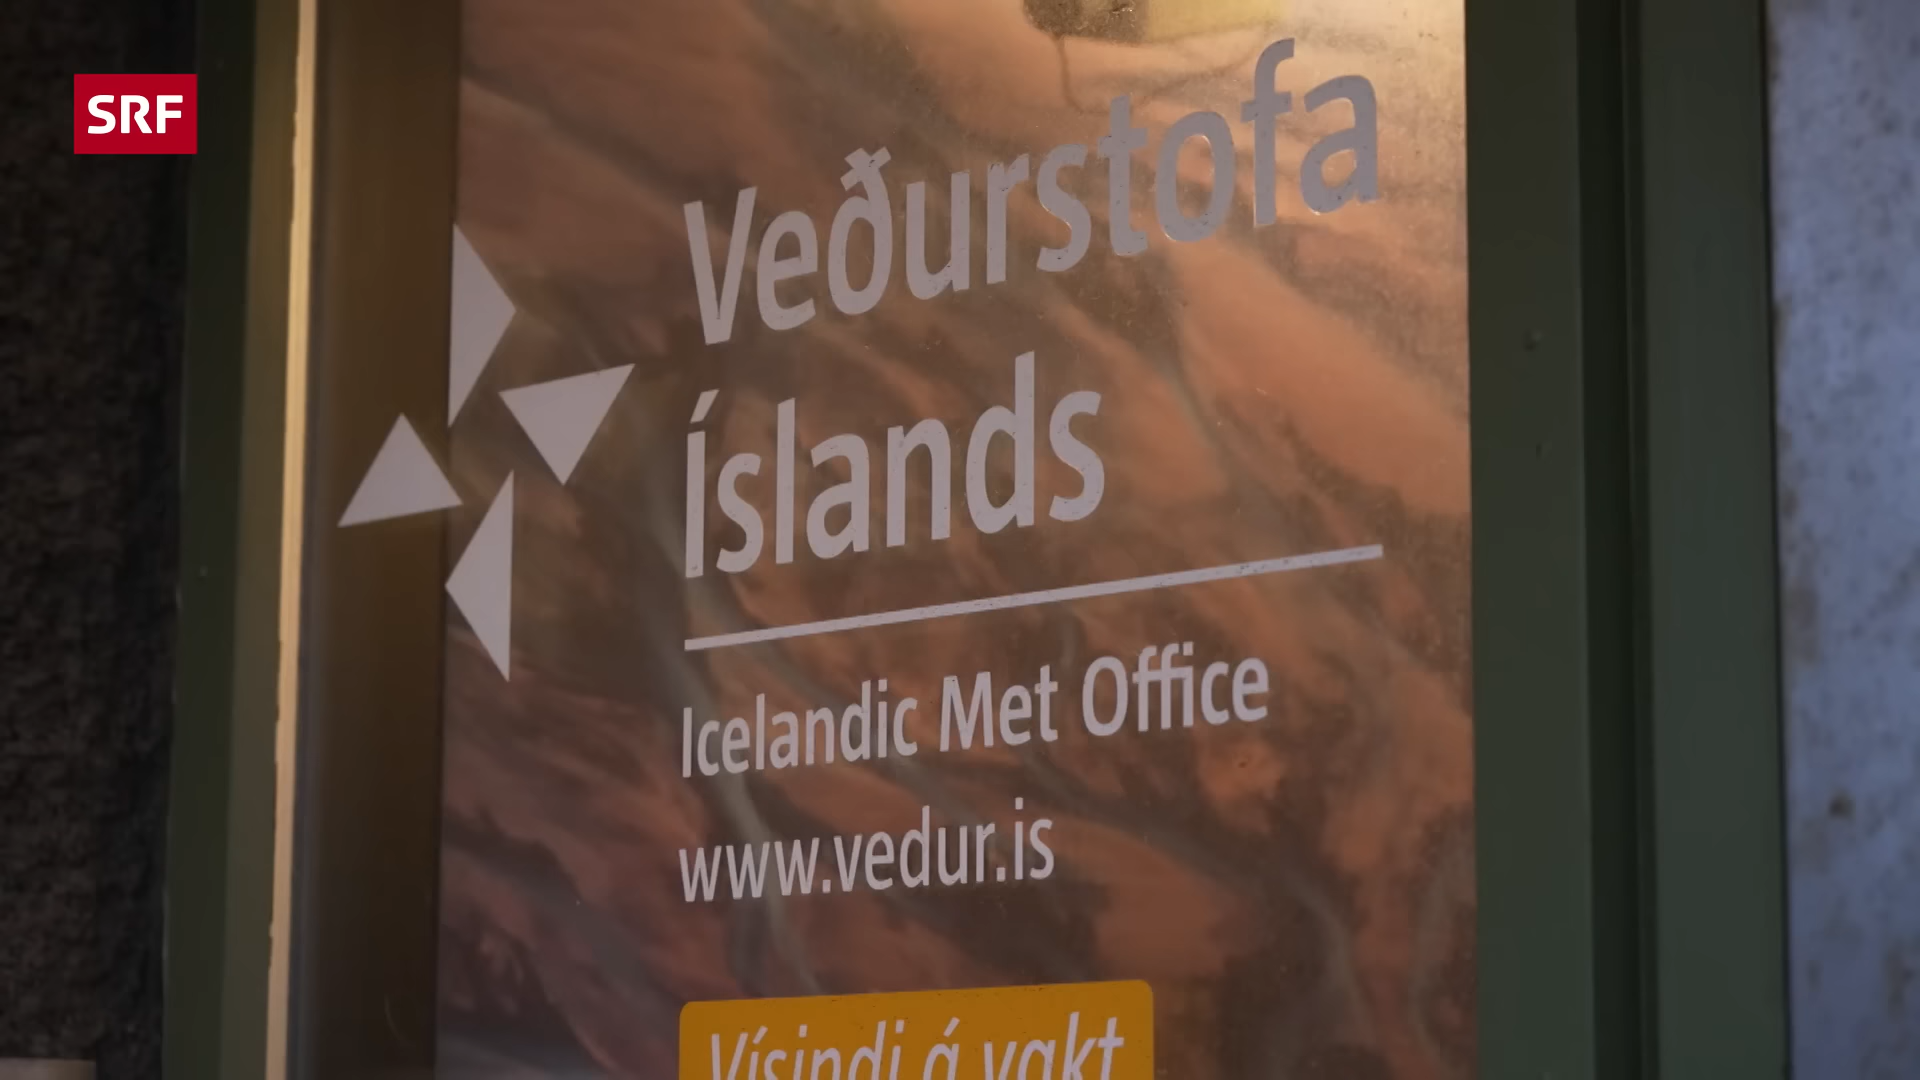 SRF
Veðurstofa
Íslands
Icelandic Met Office
www.vedur.is
Vísindi á vakt